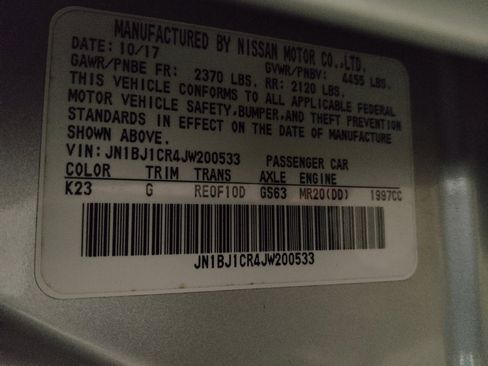 MANUFACTURED BY NISSAN MOTOR CO.,LTD.
DATE: 10/17 GVWR/PNBV: 4455 LBS.
GAWR/PNBE FR: 2370 LBS. RR: 2120 LBS.
THIS VEHICLE CONFORMS TO ALL APPLICABLE FEDERAL
MOTOR VEHICLE SAFETY,BUMPER,AND THEFT PREVENTION
STANDARDS IN EFFECT ON THE DATE OF MANUFACTURE
SHOWN ABOVE.
VIN: JN1BJ1CR4JW200533 PASSENGER CAR
COLOR TRIM TRANS AXLE ENGINE
K23 G RE0F10D GS63 MR20(DD) 1997CC
JN1BJ1CR4JW200533